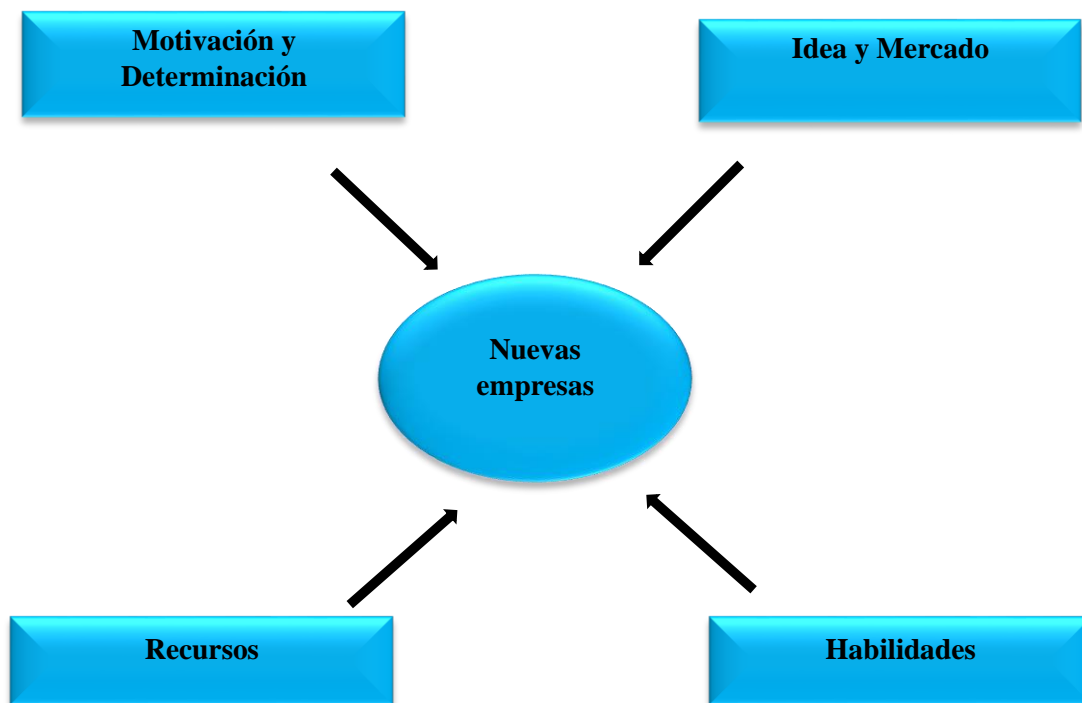 Motivación y
Determinación
Idea y Mercado
Nuevas
empresas
Recursos
Habilidades